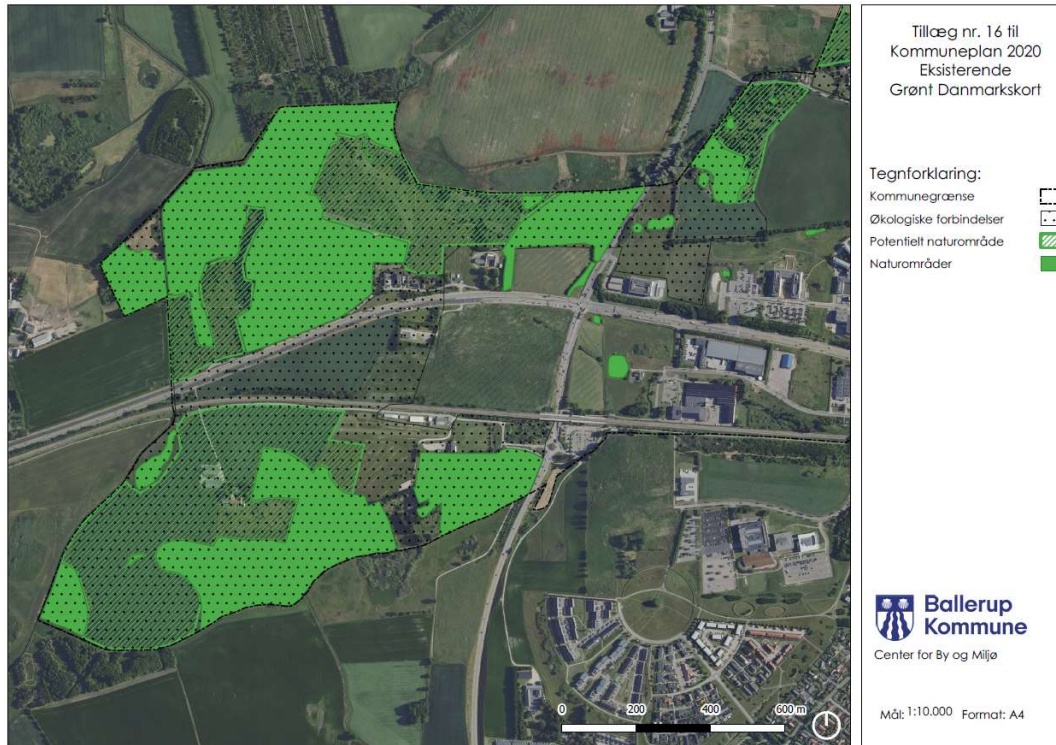 Tillæg nr. 16 til
Kommuneplan 2020
Eksisterende
Grønt Danmarkskort
Tegnforklaring:
Kommunegrænse
Økologiske forbindelser
Potentielt naturområde
Naturområder
Ballerup
Kommune
Center for By og Miljø
Mål: 1:10.000 Format: A4
0 200 400 600 m